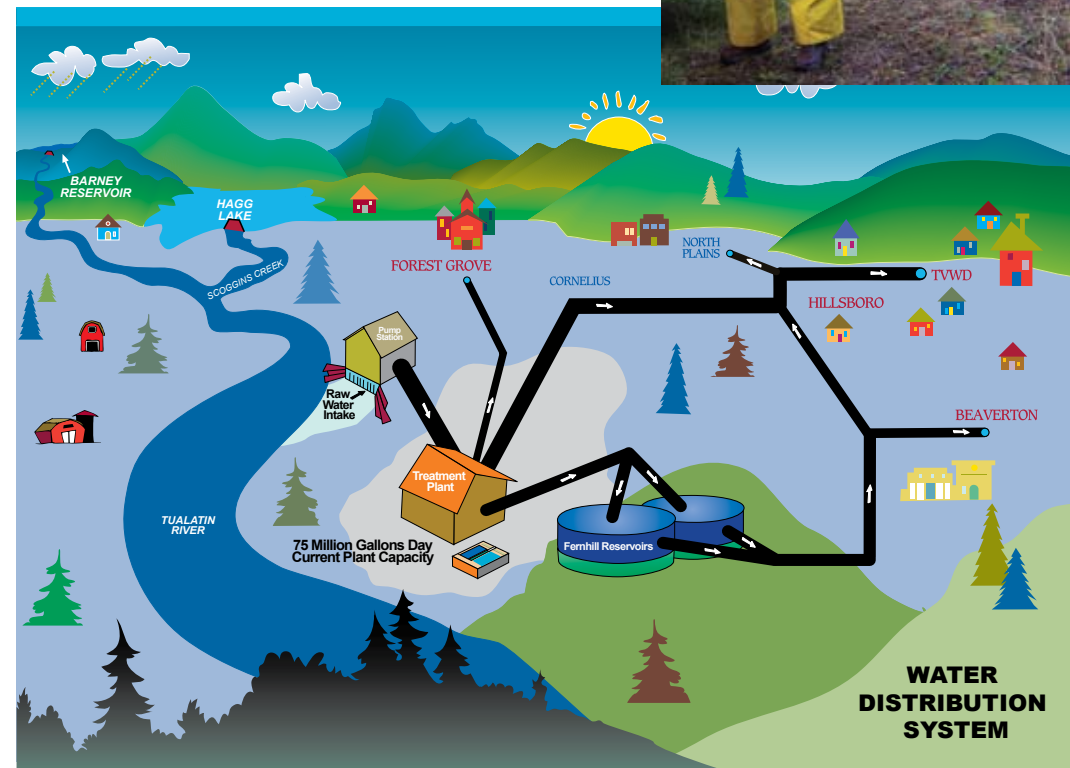 BARNEY
RESERVOIR
HAGG
LAKE
SCOGGINS CREEK
FOREST GROVE
CORNELIUS
NORTH
PLAINS
TVWD
HILLSBORO
Pump
Station
Raw
Water
Intake
BEAVERTON
Treatment
Plant
TUALATIN
RIVER
75 Million Gallons Day
Current Plant Capacity
Fernhill Reservoirs
WATER
DISTRIBUTION
SYSTEM